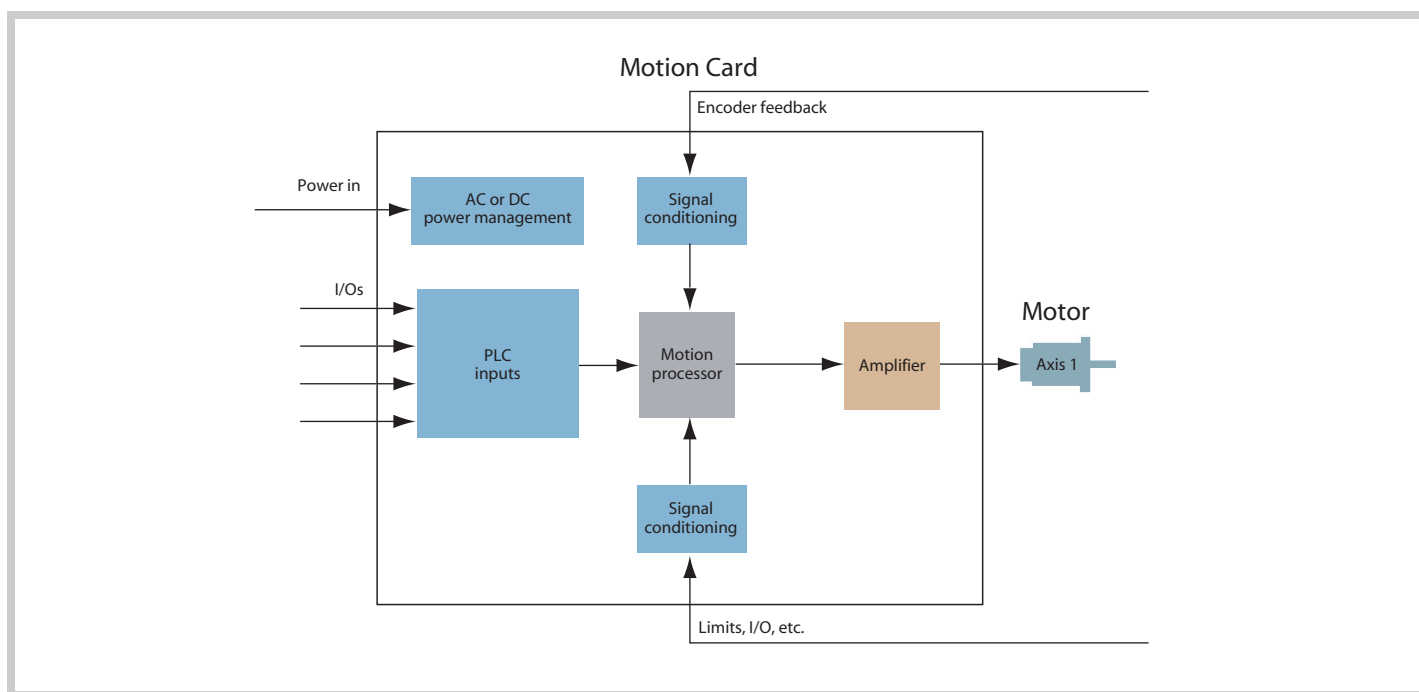 Motion Card
Encoder feedback
Power in
AC or DC
power management
Signal
conditioning
I/Os
PLC
inputs
Motion
processor
Amplifier
Motor
Axis 1
Signal
conditioning
Limits, I/O, etc.